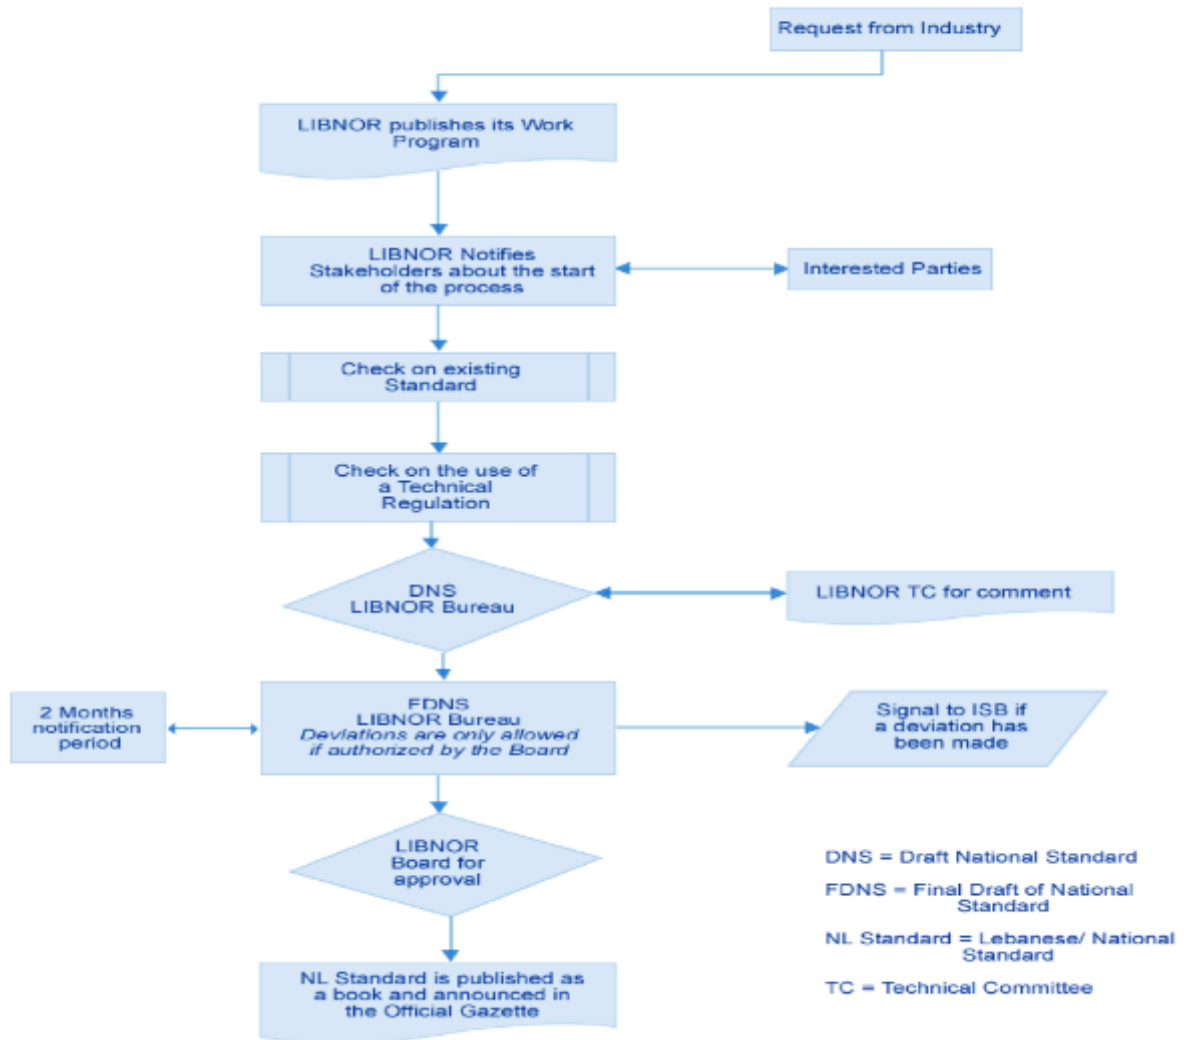 Request from Industry
LIBNOR publishes its Work
Program
LIBNOR Notifies
Stakeholders about the start
of the process
Interested Parties
Check on existing
Standard
Check on the use of
a Technical
Regulation
DNS
LIBNOR Bureau
LIBNOR TC for comment
2 Months
notification
period
FDNS
LIBNOR Bureau
Deviations are only allowed
if authorized by the Board
Signal to ISB if
a deviation has
been made
LIBNOR
Board for
approval
NL Standard is published as
a book and announced in
the Official Gazette
DNS = Draft National Standard
FDNS = Final Draft of National
Standard
NL Standard = Lebanese/ National
Standard
TC = Technical Committee